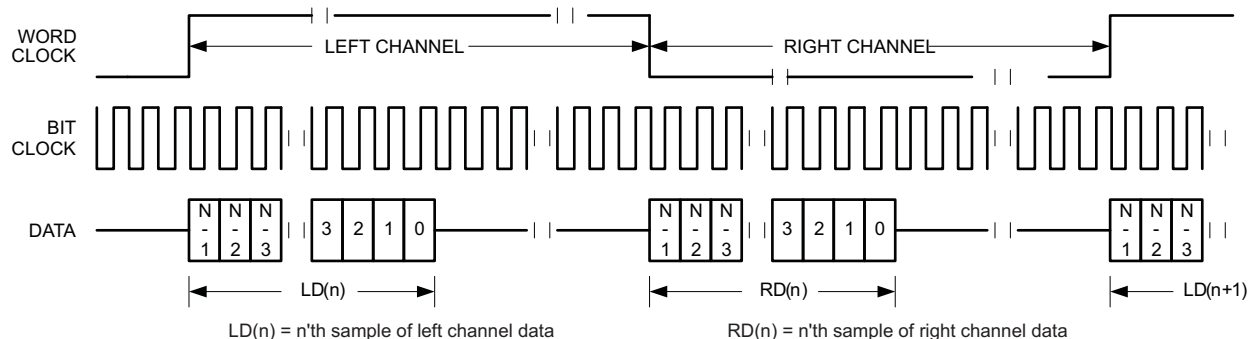 WORD
CLOCK
LEFT CHANNEL
RIGHT CHANNEL
BIT
CLOCK
DATA
N-1 N-2 N-3 3 2 1 0 N-1 N-2 N-3 3 2 1 0 N-1 N-2 N-3
LD(n)
RD(n)
LD(n+1)
LD(n) = n'th sample of left channel data
RD(n) = n'th sample of right channel data